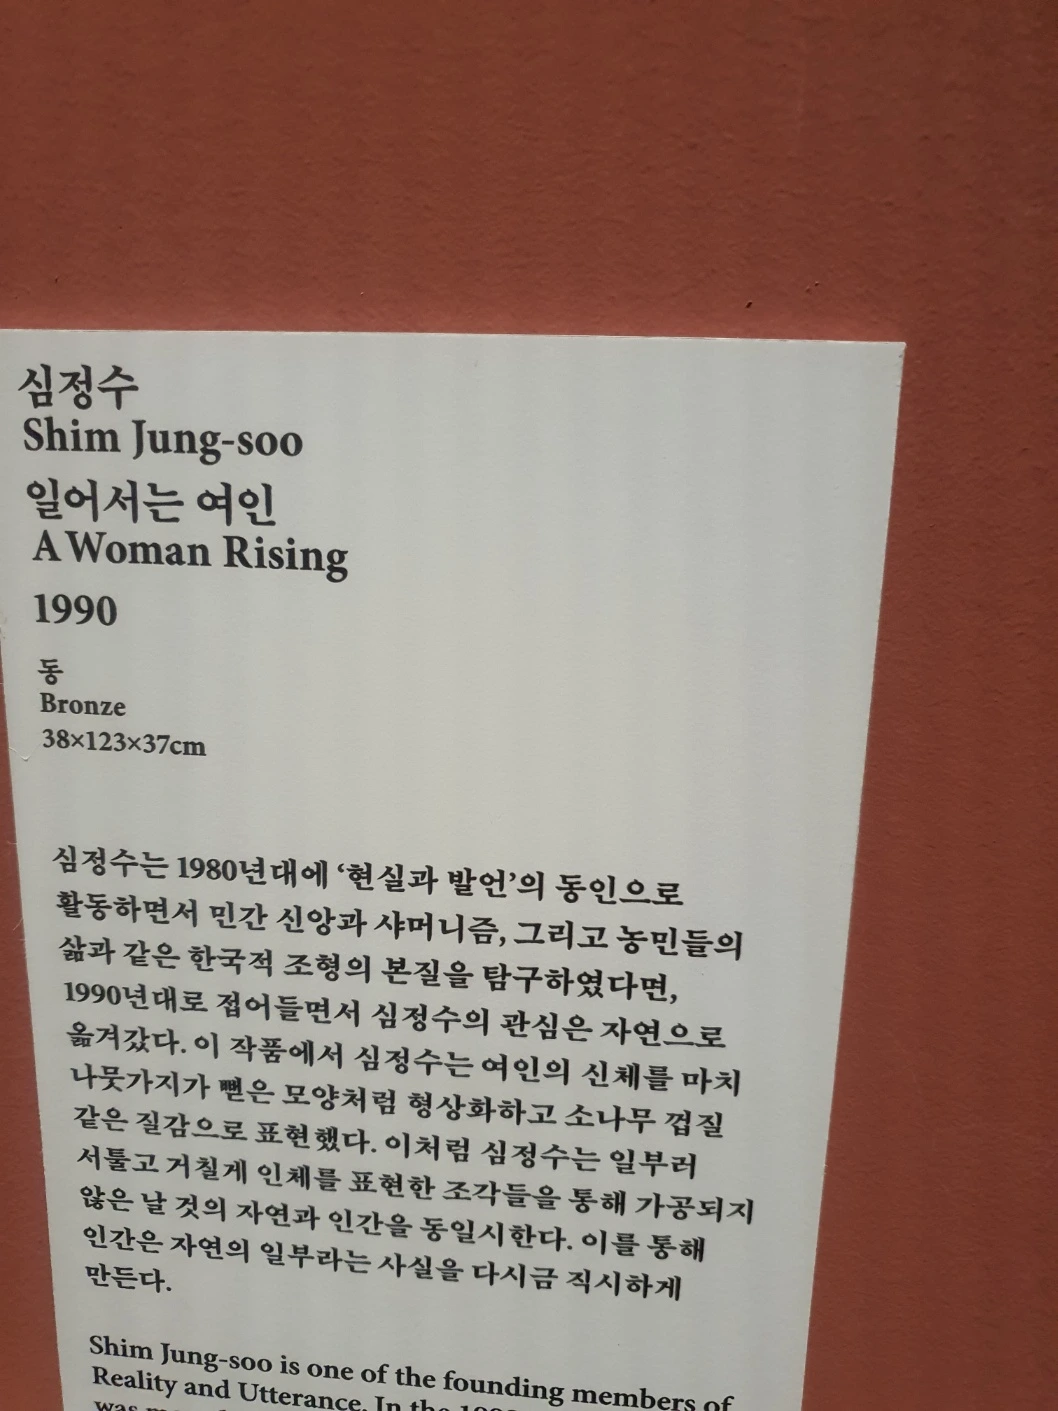 심정수
Shim Jung-soo
일어서는 여인
A Woman Rising
1990
동
Bronze
38×123×37cm
심정수는 1980년대에 ‘현실과 발언’의 동인으로
활동하면서 민간 신앙과 샤머니즘, 그리고 농민들의
삶과 같은 한국적 조형의 본질을 탐구하였다면,
1990년대로 접어들면서 심정수의 관심은 자연으로
옮겨갔다. 이 작품에서 심정수는 여인의 신체를 마치
나뭇가지가 뻗은 모양처럼 형상화하고 소나무 껍질
같은 질감으로 표현했다. 이처럼 심정수는 일부러
서툴고 거칠게 인체를 표현한 조각들을 통해 가공되지
않은 날 것의 자연과 인간을 동일시한다. 이를 통해
인간은 자연의 일부라는 사실을 다시금 직시하게
만든다.
Shim Jung-soo is one of the founding members of
Reality and Utterance. In the
was